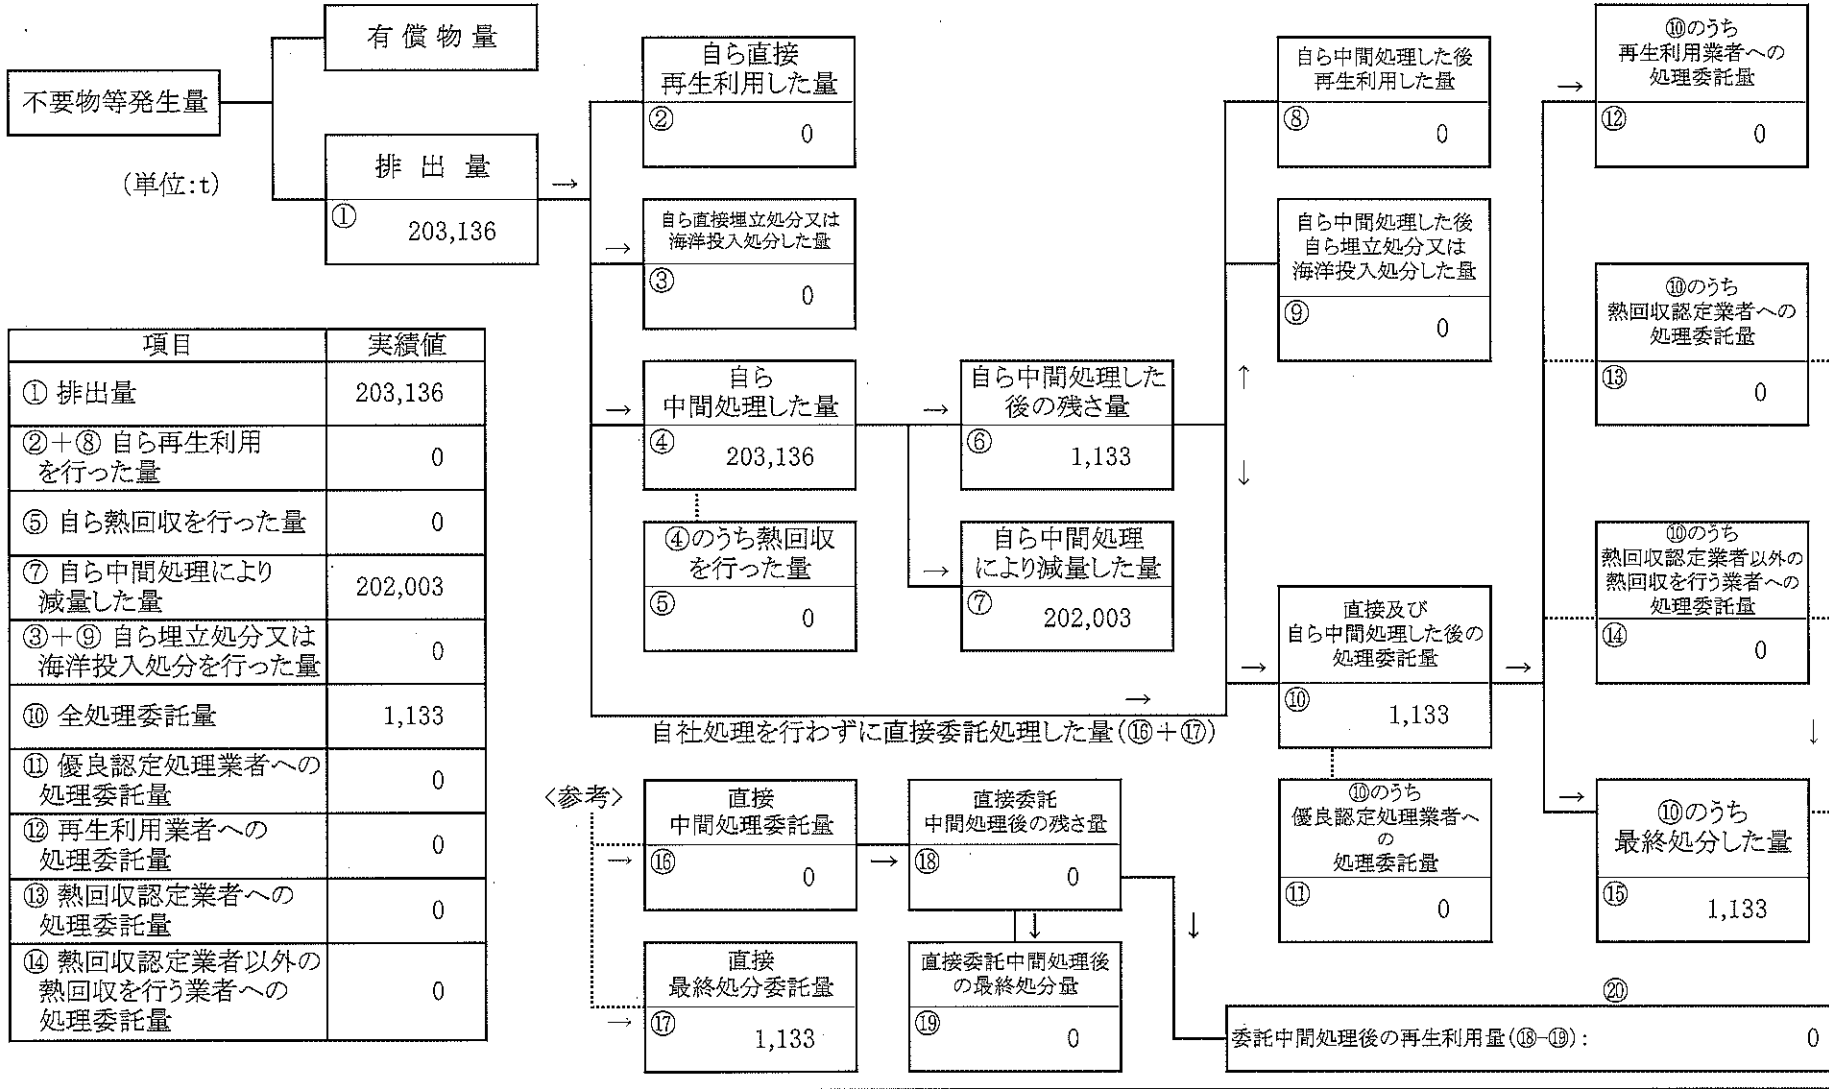 有償物量
不要物等発生量
(単位:t)
排出量
①
203,136
→
自ら直接
再生利用した量
②
0
→
自ら直接埋立処分又は
海洋投入処分した量
③
0
→
自ら
中間処理した量
④
203,136
④のうち熱回収
を行った量
⑤
0
→
自ら中間処理した
後の残さ量
⑥
1,133
→
自ら中間処理
により減量した量
⑦
202,003
自ら中間処理した後
再生利用した量
⑧
0
自ら中間処理した後
自ら埋立処分又は
海洋投入処分した量
⑨
0
↑
↓
→
自社処理を行わずに直接委託処理した量(⑯+⑰)
→
直接及び
自ら中間処理した後の
処理委託量
⑩
1,133
⑩のうち
優良認定処理業者へ
の
処理委託量
⑪
0
→
→
⑩のうち
再生利用業者への
処理委託量
⑫
0
⑩のうち
熱回収認定業者への
処理委託量
⑬
0
⑩のうち
熱回収認定業者以外の
熱回収を行う業者への
処理委託量
⑭
0
↓
→
⑩のうち
最終処分した量
⑮
1,133
項目 実績値
① 排出量 203,136
②+⑧ 自ら再生利用
を行った量 0
⑤ 自ら熱回収を行った量 0
⑦ 自ら中間処理により
減量した量 202,003
③+⑨ 自ら埋立処分又は
海洋投入処分を行った量 0
⑩ 全処理委託量 1,133
⑪ 優良認定処理業者への
処理委託量 0
⑫ 再生利用業者への
処理委託量 0
⑬ 熱回収認定業者への
処理委託量 0
⑭ 熱回収認定業者以外の
熱回収を行う業者への
処理委託量 0
〈参考〉
→
直接
中間処理委託量
⑯
0
→
直接委託
中間処理後の残さ量
⑱
0
→
直接
最終処分委託量
⑰
1,133
↓
直接委託中間処理後
の最終処分量
⑲
0
↓
⑳
委託中間処理後の再生利用量(⑱-⑲): 0